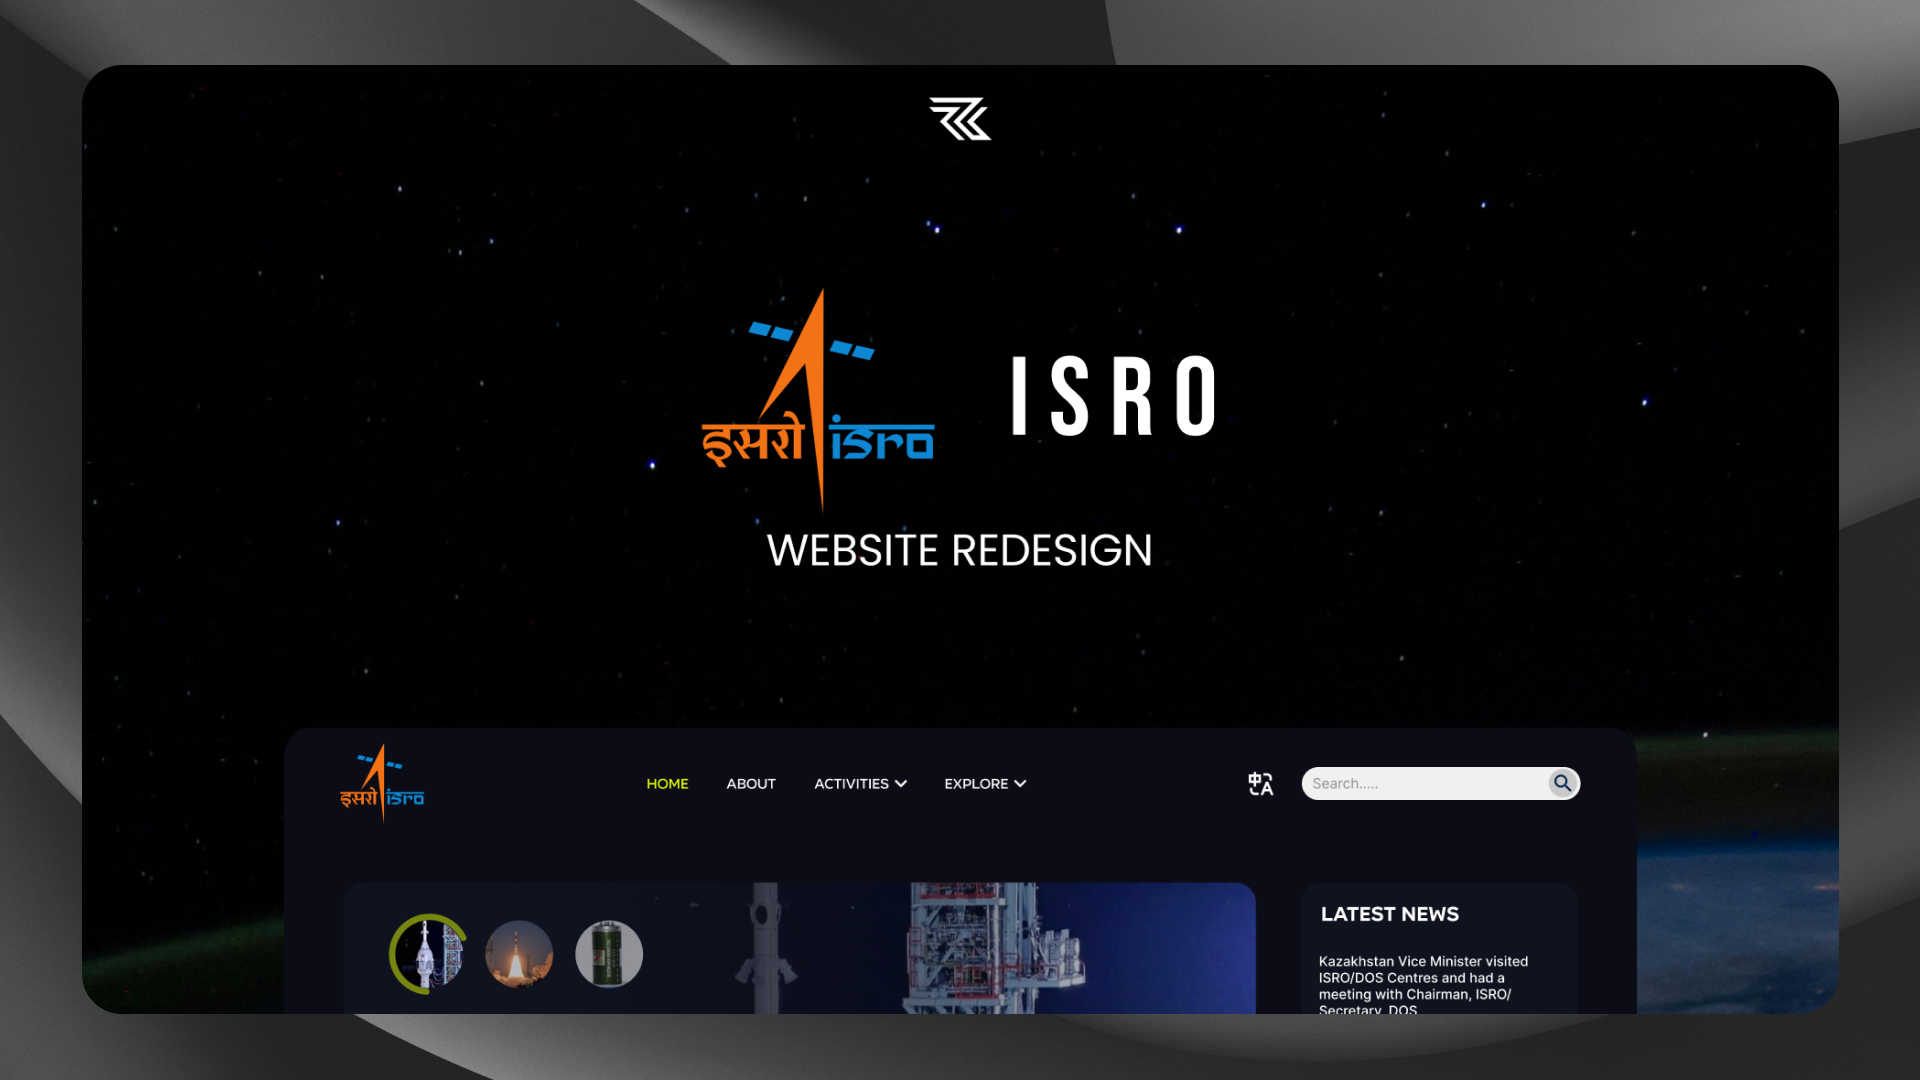 इसरो isro
ISRO
WEBSITE REDESIGN
इसरो isro
HOME ABOUT ACTIVITIES EXPLORE
Search.....
LATEST NEWS
Kazakhstan Vice Minister visited
ISRO/DOS Centres and had a
meeting with Chairman, ISRO/
Secretary, DOS